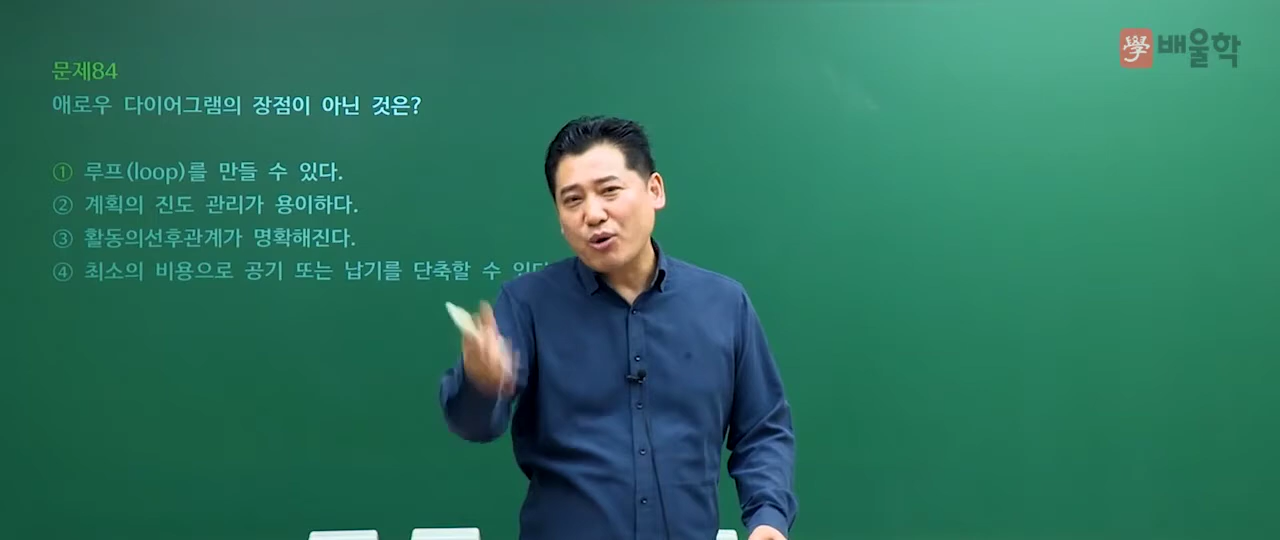 學 배울학
문제84
애로우 다이어그램의 장점이 아닌 것은?
① 루프(loop)를 만들 수 있다.
② 계획의 진도 관리가 용이하다.
③ 활동의선후관계가 명확해진다.
④ 최소의 비용으로 공기 또는 납기를 단축할 수